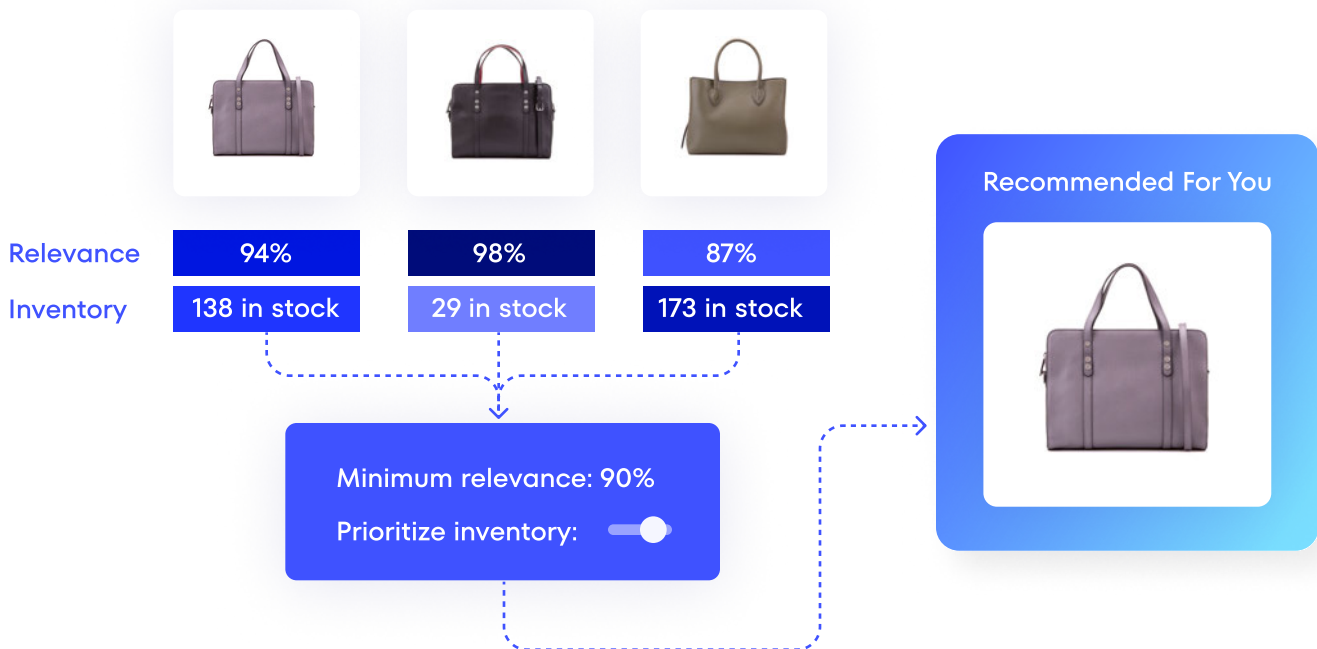 Recommended For You
Relevance 94% 98% 87%
Inventory 138 in stock 29 in stock 173 in stock
Minimum relevance: 90%
Prioritize inventory: